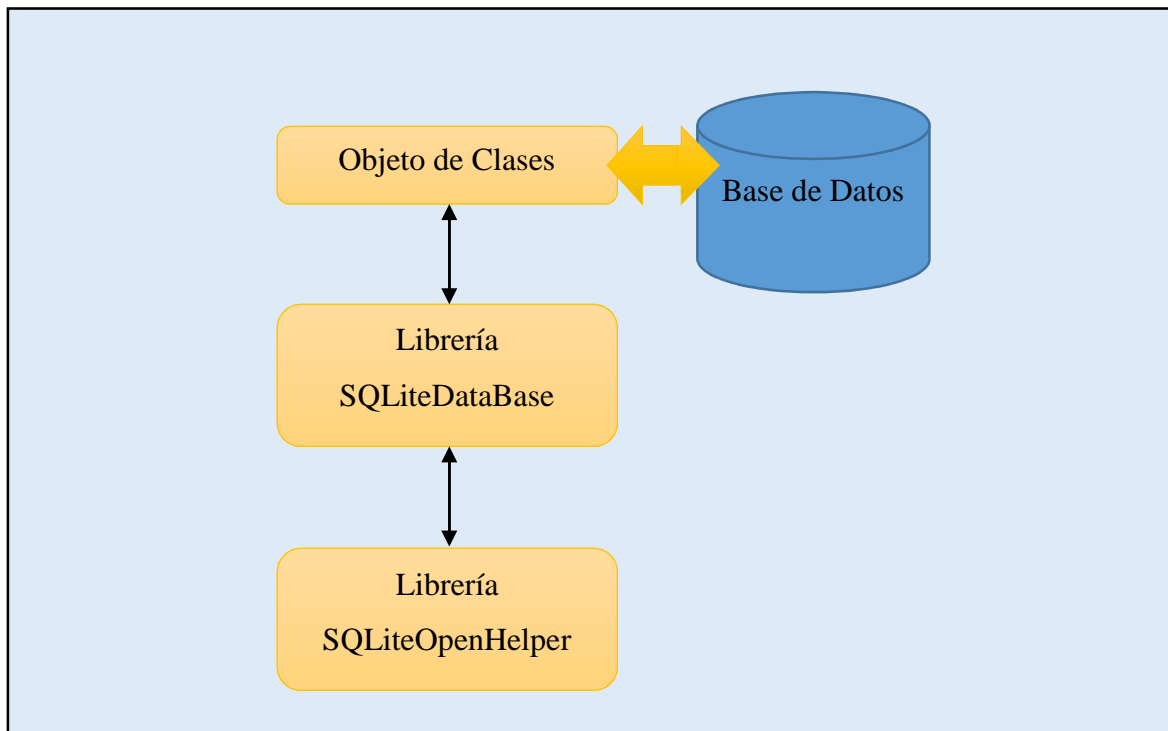 Objeto de Clases
Base de Datos
Librería
SQLiteDataBase
Librería
SQLiteOpenHelper